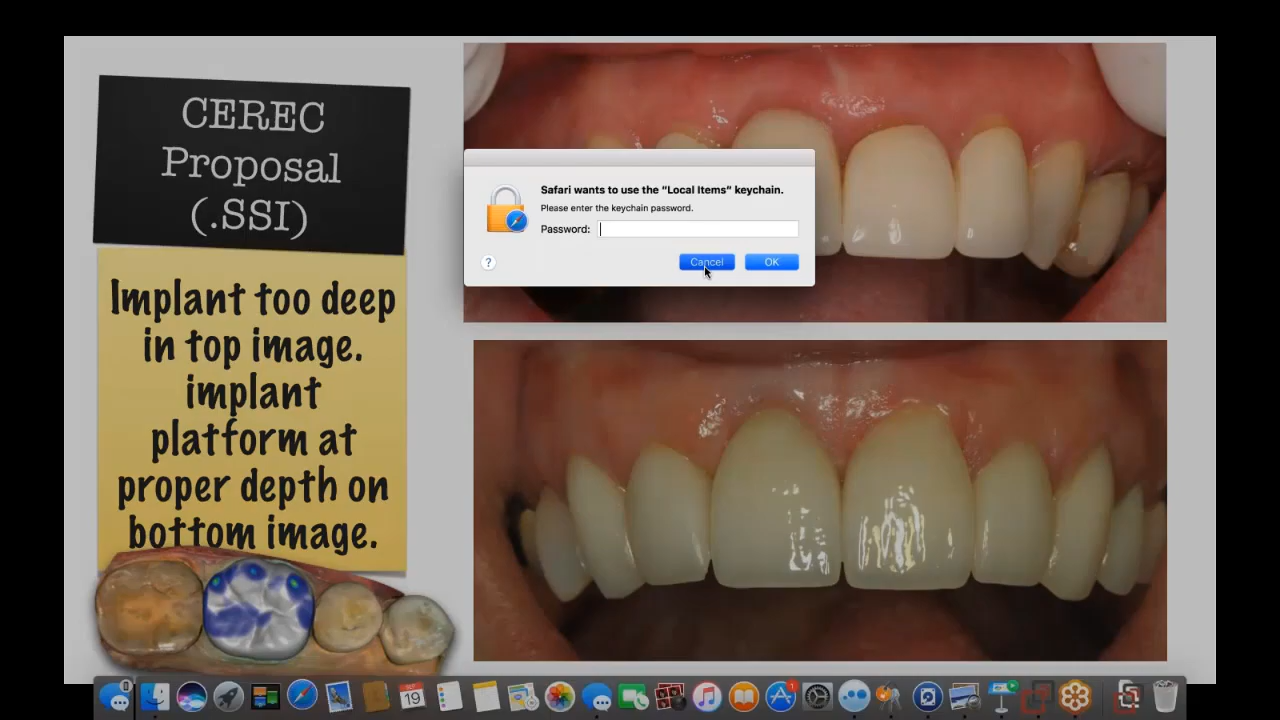 CEREC
Proposal
(.SSI)
Implant too deep
in top image.
implant
platform at
proper depth on
bottom image.
Safari wants to use the “Local Items” keychain.
Please enter the keychain password.
Password:
?
Cancel
OK
19
1